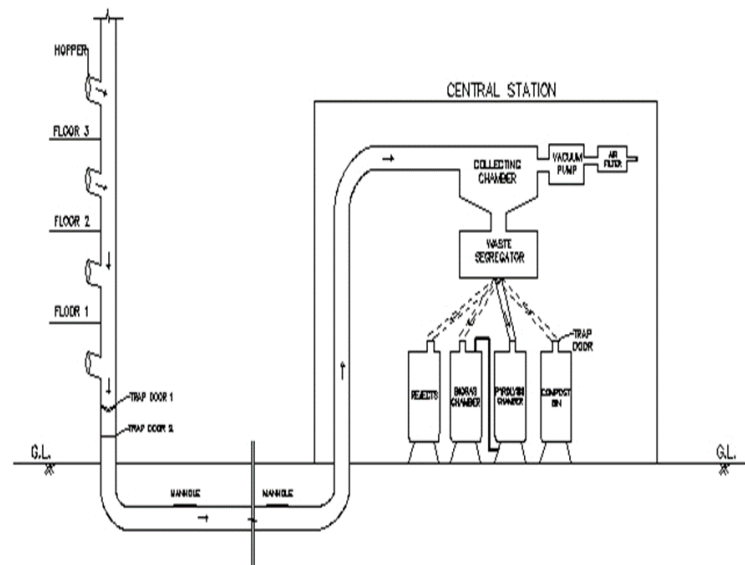 HOPPER
FLOOR 3
FLOOR 2
FLOOR 1
TRAP DOOR 1
TRAP DOOR 2
G.L.
MANHOLE
MANHOLE
CENTRAL STATION
COLLECTING
CHAMBER
VACUUM
PUMP
AIR
FILTER
WASTE
SEGREGATOR
TRAP
DOOR
REJECTS
BIOGAS
CHAMBER
PYROLYSIS
CHAMBER
COMPOST
BIN
G.L.